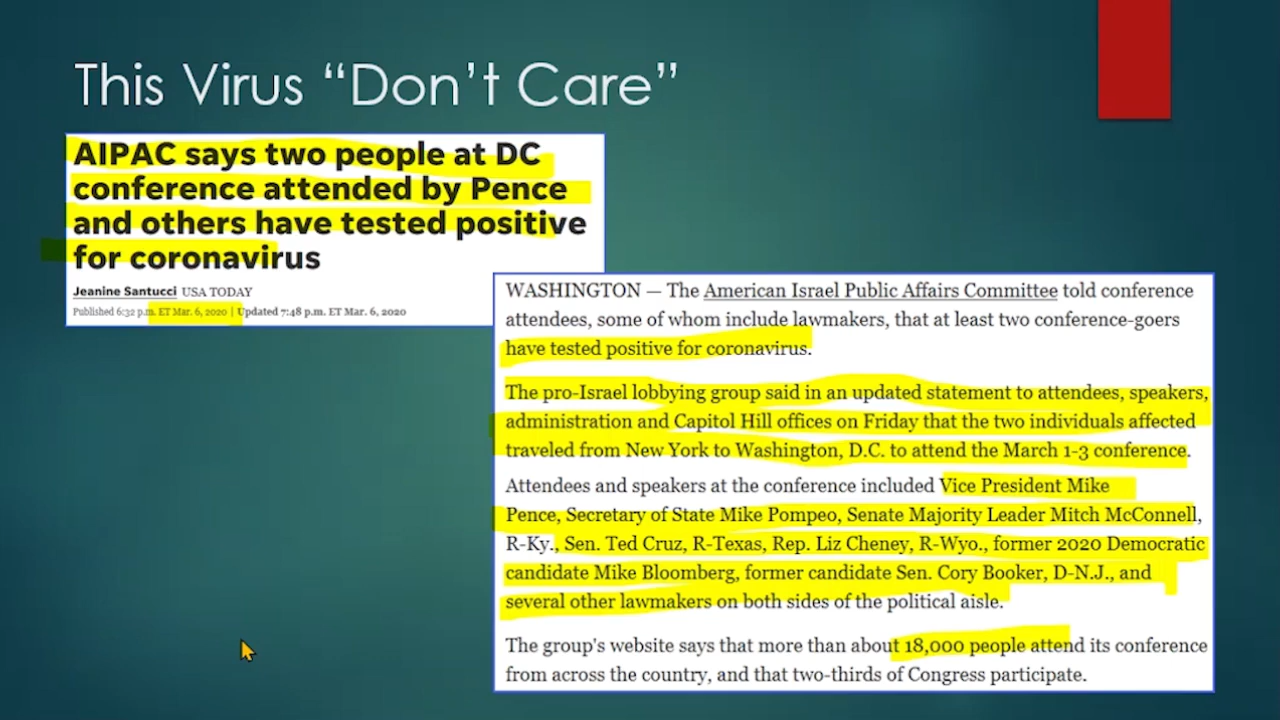 This Virus “Don’t Care”
AIPAC says two people at DC
conference attended by Pence
and others have tested positive
for coronavirus
Jeanine Santucci USA TODAY
Published 6:32 p.m. ET Mar. 6, 2020 | Updated 7:48 p.m. ET Mar. 6, 2020
WASHINGTON — The American Israel Public Affairs Committee told conference
attendees, some of whom include lawmakers, that at least two conference-goers
have tested positive for coronavirus.
The pro-Israel lobbying group said in an updated statement to attendees, speakers,
administration and Capitol Hill offices on Friday that the two individuals affected
traveled from New York to Washington, D.C. to attend the March 1-3 conference.
Attendees and speakers at the conference included Vice President Mike
Pence, Secretary of State Mike Pompeo, Senate Majority Leader Mitch McConnell,
R-Ky., Sen. Ted Cruz, R-Texas, Rep. Liz Cheney, R-Wyo., former 2020 Democratic
candidate Mike Bloomberg, former candidate Sen. Cory Booker, D-N.J., and
several other lawmakers on both sides of the political aisle.
The group's website says that more than about 18,000 people attend its conference
from across the country, and that two-thirds of Congress participate.